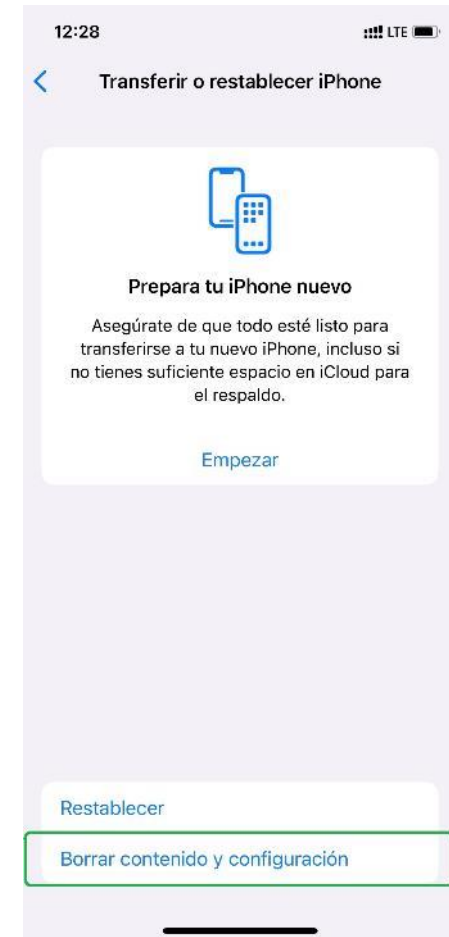 12:28
LTE
Transferir o restablecer iPhone
Prepara tu iPhone nuevo
Asegúrate de que todo esté listo para
transferirse a tu nuevo iPhone, incluso si
no tienes suficiente espacio en iCloud para
el respaldo.
Empezar
Restablecer
Borrar contenido y configuración